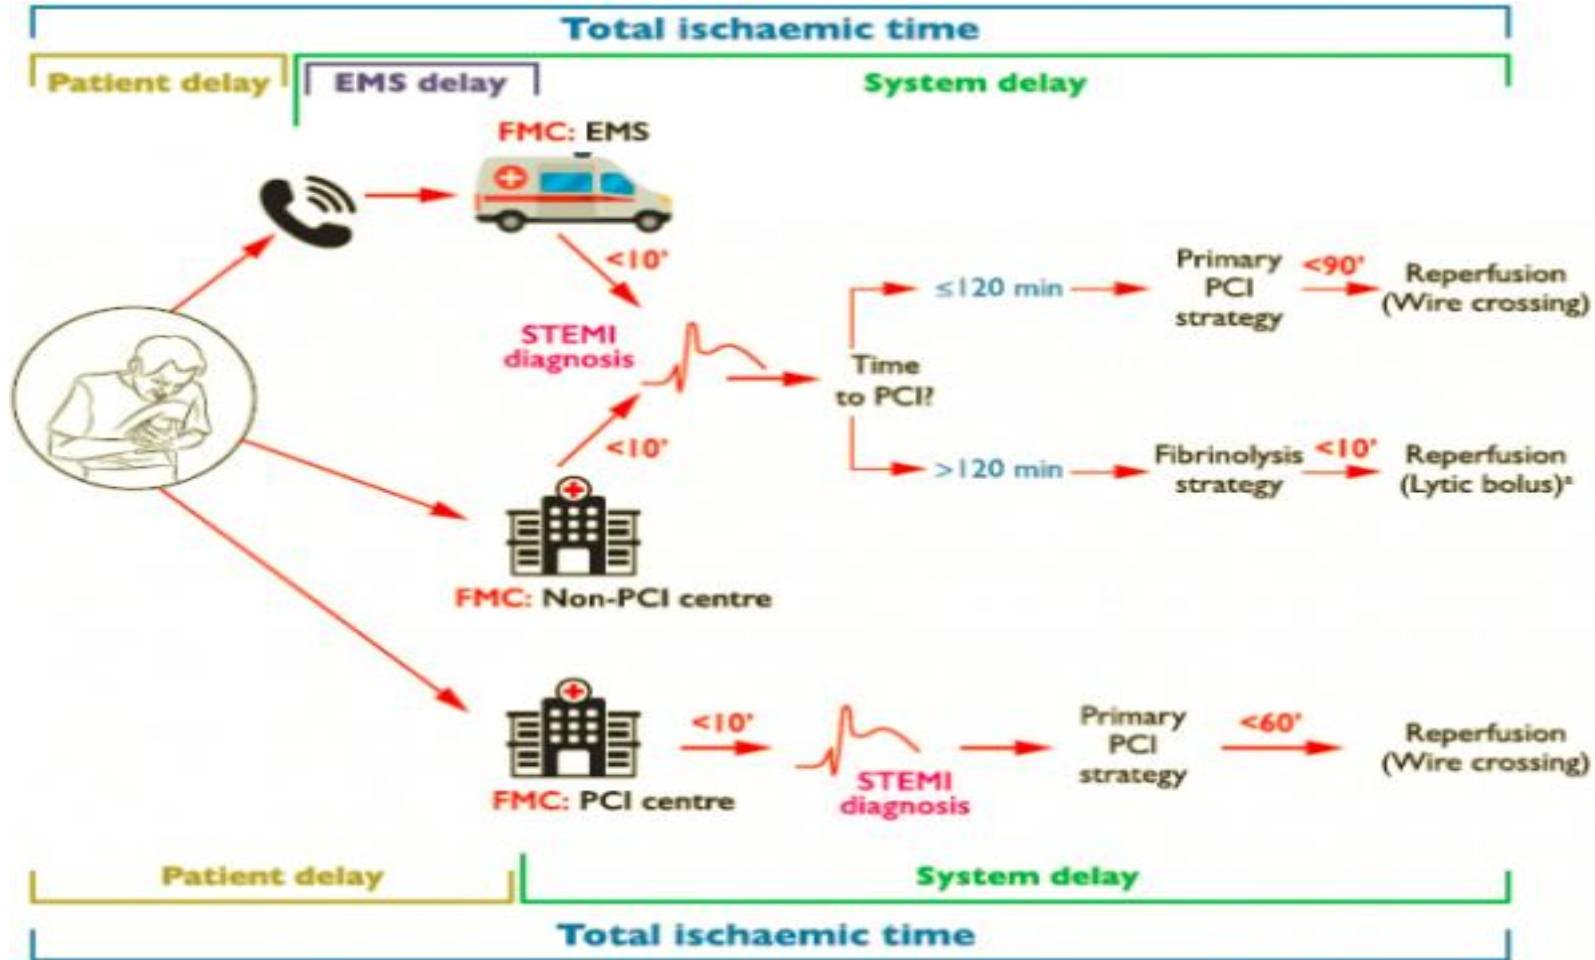 Total ischaemic time
Patient delay
EMS delay
System delay
FMC: EMS
<10'
STEMI
diagnosis
<10'
FMC: Non-PCI centre
Time
to PCI?
≤120 min
Primary
PCI
strategy
<90'
Reperfusion
(Wire crossing)
>120 min
Fibrinolysis
strategy
<10'
Reperfusion
(Lytic bolus)ª
FMC: PCI centre
<10'
STEMI
diagnosis
Primary
PCI
strategy
<60'
Reperfusion
(Wire crossing)
Patient delay
System delay
Total ischaemic time